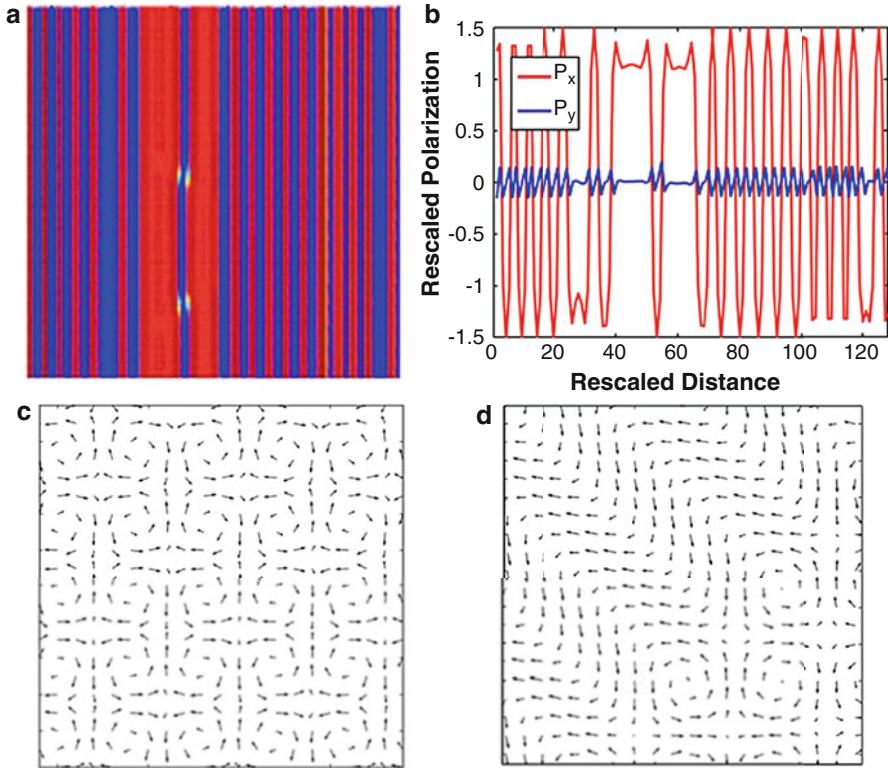 a
b
1.5
1
0.5
0
-0.5
-1
-1.5
Rescaled Polarization
Px
Py
0 20 40 60 80 100 120
Rescaled Distance
c
d